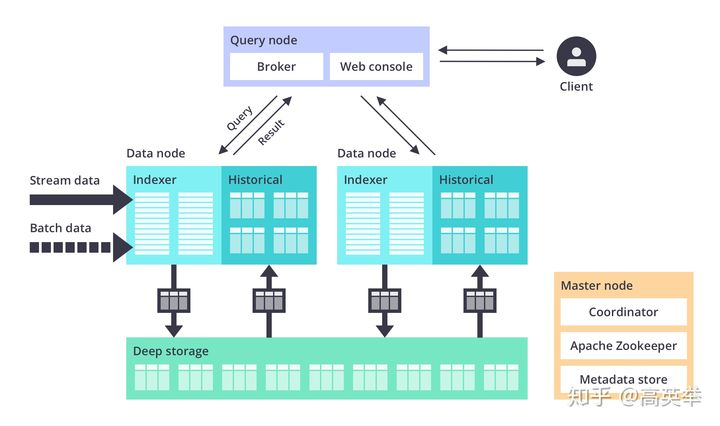 Query node
Broker
Web console
Client
Query
Result
Data node
Data node
Indexer
Historical
Indexer
Historical
Stream data
Batch data
Master node
Coordinator
Apache Zookeeper
Metadata store
Deep storage
知乎 @高英举